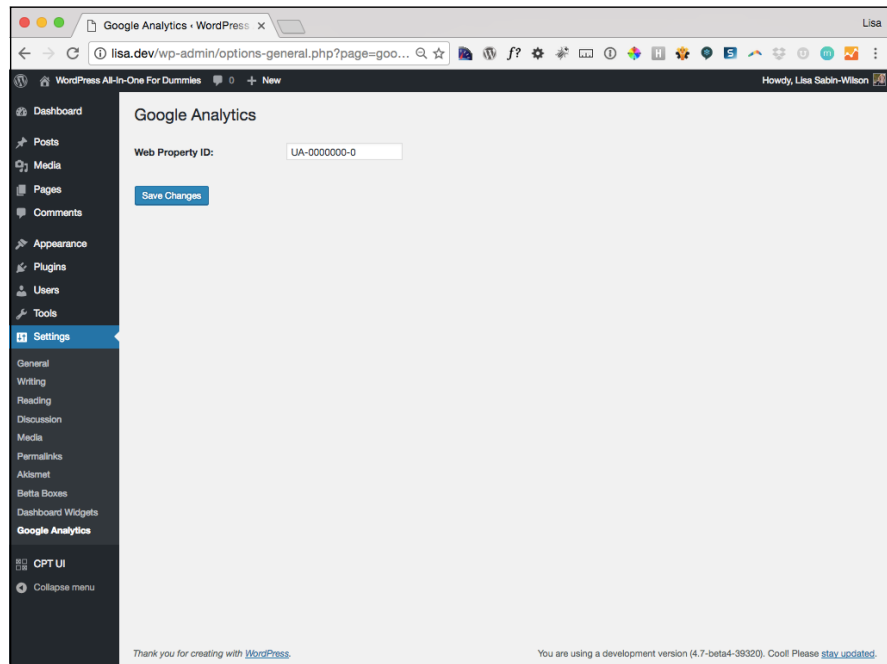 Google Analytics ‹ WordPress
Lisa
lisa.dev/wp-admin/options-general.php?page=goo...
WordPress All-In-One For Dummies 0 + New
Howdy, Lisa Sabin-Wilson
Dashboard
Posts
Media
Pages
Comments
Appearance
Plugins
Users
Tools
Settings
General
Writing
Reading
Discussion
Media
Permalinks
Akismet
Betta Boxes
Dashboard Widgets
Google Analytics
CPT UI
Collapse menu
Google Analytics
Web Property ID: UA-0000000-0
Save Changes
Thank you for creating with WordPress.
You are using a development version (4.7-beta4-39320). Cool! Please stay updated.